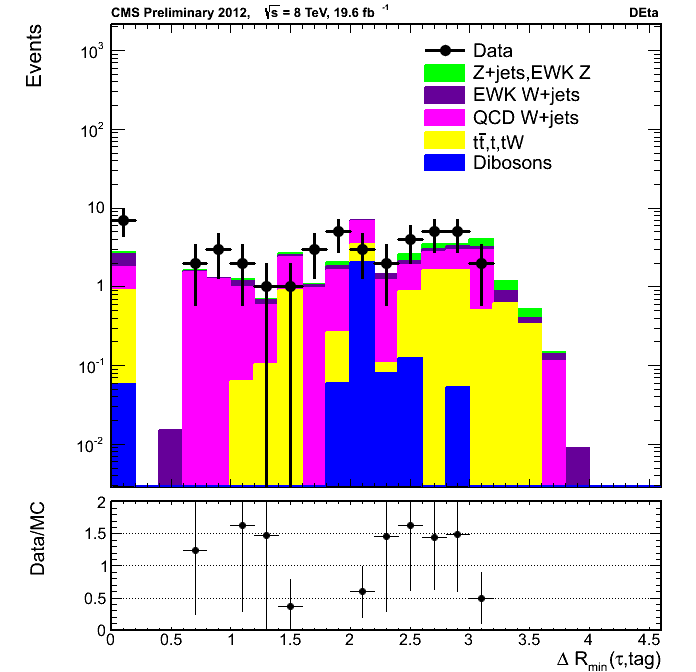 CMS Preliminary 2012, √s = 8 TeV, 19.6 fb⁻¹ DEta
Events
Data
Z+jets,EWK Z
EWK W+jets
QCD W+jets
tt̄,t,tW
Dibosons
10³
10²
10
1
10⁻¹
10⁻²
Data/MC
2
1.5
1
0.5
0
0 0.5 1 1.5 2 2.5 3 3.5 4 4.5
Δ R_min(τ,tag)